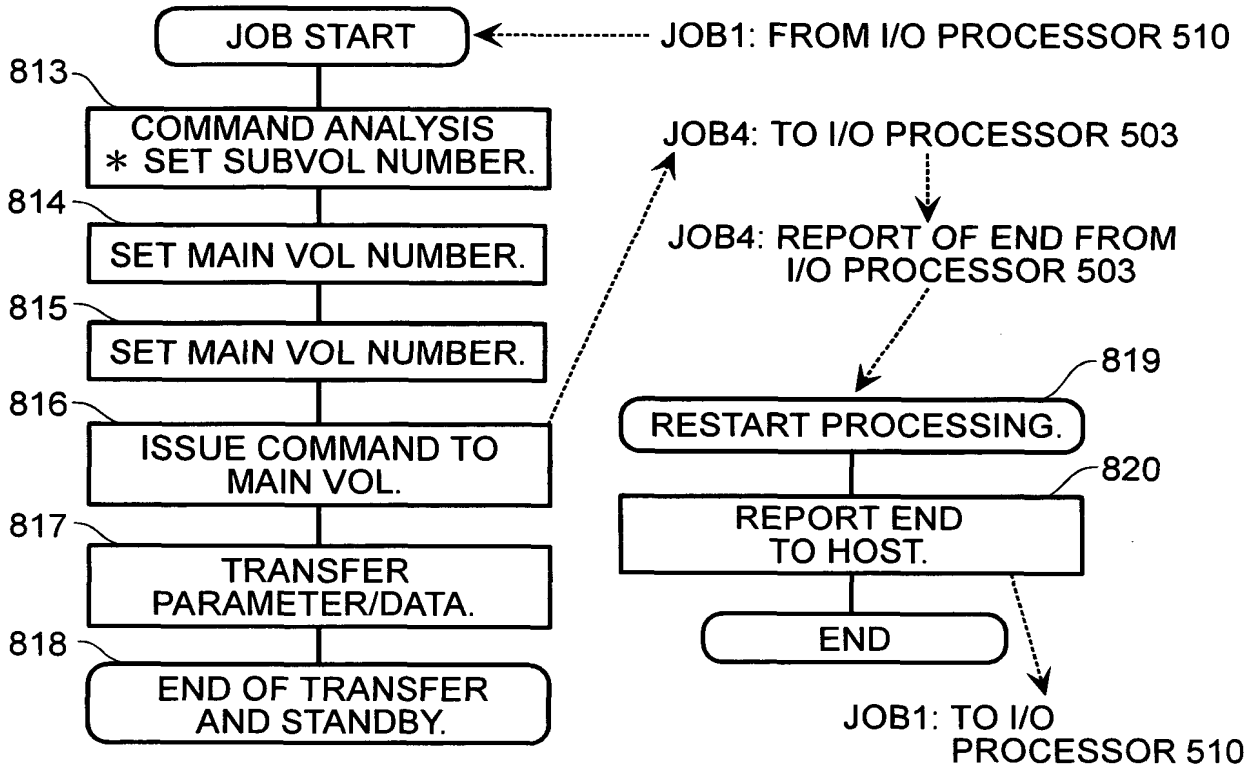 JOB START
JOB1: FROM I/O PROCESSOR 510
813
COMMAND ANALYSIS
* SET SUBVOL NUMBER.
814
SET MAIN VOL NUMBER.
815
SET MAIN VOL NUMBER.
816
ISSUE COMMAND TO
MAIN VOL.
817
TRANSFER
PARAMETER/DATA.
818
END OF TRANSFER
AND STANDBY.
JOB4: TO I/O PROCESSOR 503
JOB4: REPORT OF END FROM
I/O PROCESSOR 503
819
RESTART PROCESSING.
820
REPORT END
TO HOST.
END
JOB1: TO I/O
PROCESSOR 510